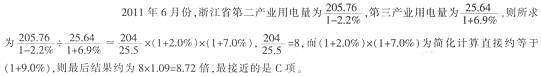 2011 年 6 月份,浙江省第二产业用电量为 205.76/(1-2.2%),第三产业用电量为 25.64/(1+6.9%),则所求
为 205.76/(1-2.2%) ÷ 25.64/(1+6.9%) ≈ 204/25.5 ×(1+2.0%)×(1+7.0%), 204/25.5 =8,而(1+2.0%)×(1+7.0%)为简化计算直接约等于
(1+9.0%),则最后结果约为 8×1.09=8.72 倍,最接近的是 C 项。